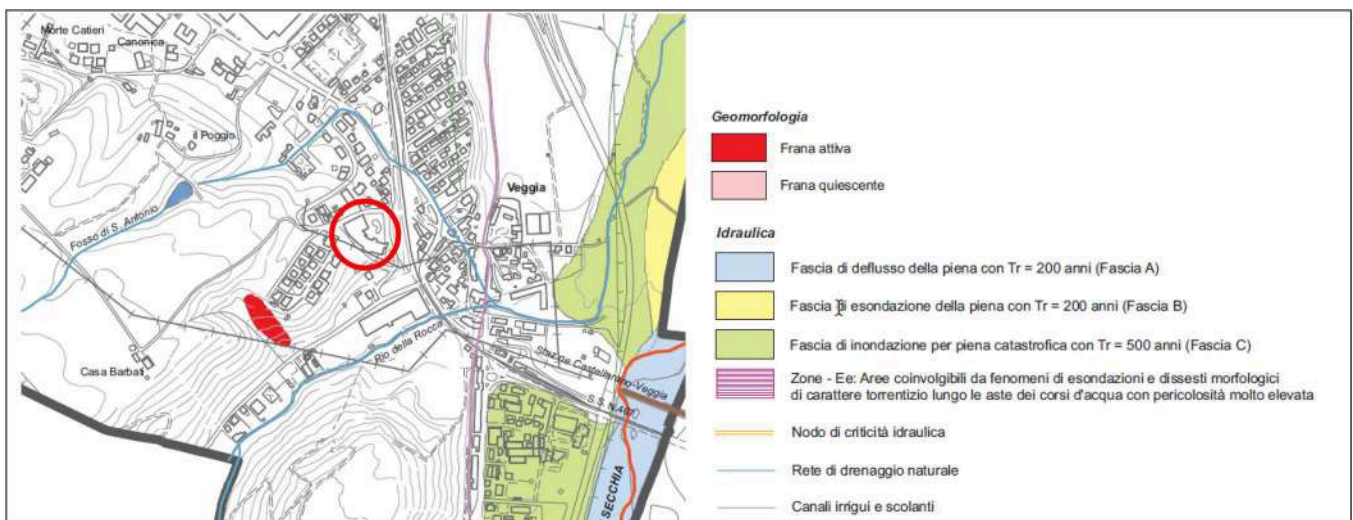 Morte Catieri
Canonica
il Poggio
Veggia
Fosso di S. Antonio
Rio della Rocca
Casa Barbati
Staz.ne Castellarano-Veggia
S.S. N.467
SECCHIA
Geomorfologia
Frana attiva
Frana quiescente
Idraulica
Fascia di deflusso della piena con Tr = 200 anni (Fascia A)
Fascia di esondazione della piena con Tr = 200 anni (Fascia B)
Fascia di inondazione per piena catastrofica con Tr = 500 anni (Fascia C)
Zone - Ee: Aree coinvolgibili da fenomeni di esondazioni e dissesti morfologici
di carattere torrentizio lungo le aste dei corsi d'acqua con pericolosità molto elevata
Nodo di criticità idraulica
Rete di drenaggio naturale
Canali irrigui e scolanti